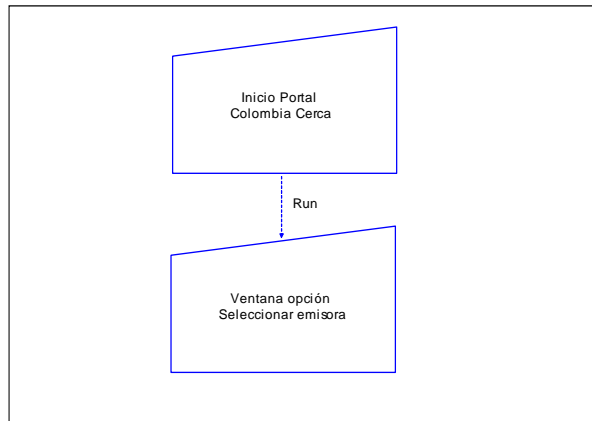 Inicio Portal
Colombia Cerca
Run
Ventana opción
Seleccionar emisora